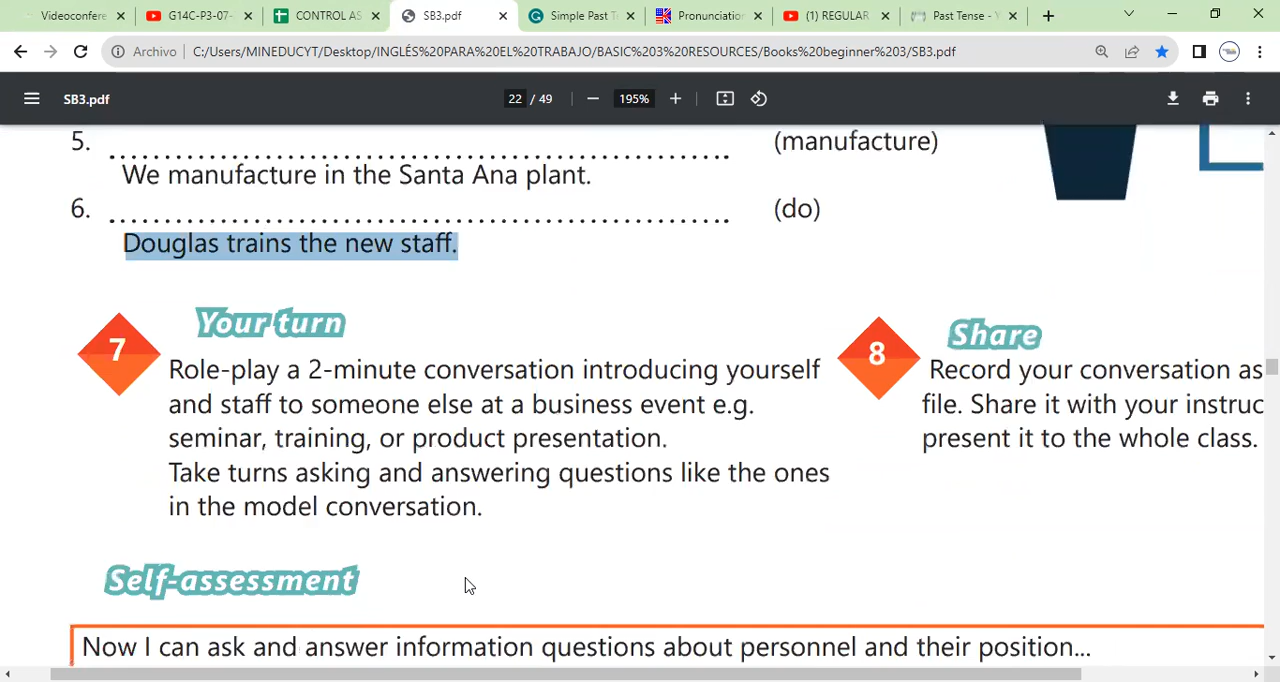 Videoconfere
G14C-P3-07-
CONTROL AS
SB3.pdf
Simple Past T
Pronunciation
(1) REGULAR
Past Tense - Y
Archivo
C:/Users/MINEDUCYT/Desktop/INGLÉS%20PARA%20EL%20TRABAJO/BASIC%203%20RESOURCES/Books%20beginner%203/SB3.pdf
SB3.pdf
22 / 49
195%
5. ........................................................ (manufacture)
We manufacture in the Santa Ana plant.
6. ........................................................ (do)
Douglas trains the new staff.
7
Your turn
Role-play a 2-minute conversation introducing yourself
and staff to someone else at a business event e.g.
seminar, training, or product presentation.
Take turns asking and answering questions like the ones
in the model conversation.
8
Share
Record your conversation as
file. Share it with your instruc
present it to the whole class.
Self-assessment
Now I can ask and answer information questions about personnel and their position...